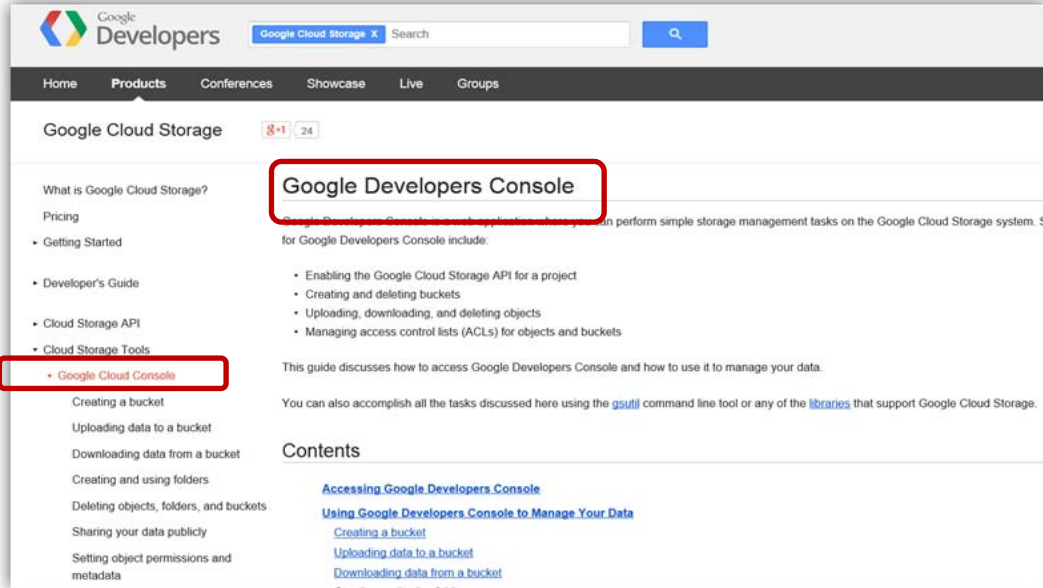 Google
Developers
Google Cloud Storage X Search
Home Products Conferences Showcase Live Groups
Google Cloud Storage
g+1 24
What is Google Cloud Storage?
Pricing
Getting Started
Developer's Guide
Cloud Storage API
Cloud Storage Tools
Google Cloud Console
Creating a bucket
Uploading data to a bucket
Downloading data from a bucket
Creating and using folders
Deleting objects, folders, and buckets
Sharing your data publicly
Setting object permissions and
metadata
Google Developers Console
Google Developers Console is a web application where you can perform simple storage management tasks on the Google Cloud Storage system. S
for Google Developers Console include:
• Enabling the Google Cloud Storage API for a project
• Creating and deleting buckets
• Uploading, downloading, and deleting objects
• Managing access control lists (ACLs) for objects and buckets
This guide discusses how to access Google Developers Console and how to use it to manage your data.
You can also accomplish all the tasks discussed here using the gsutil command line tool or any of the libraries that support Google Cloud Storage.
Contents
Accessing Google Developers Console
Using Google Developers Console to Manage Your Data
Creating a bucket
Uploading data to a bucket
Downloading data from a bucket